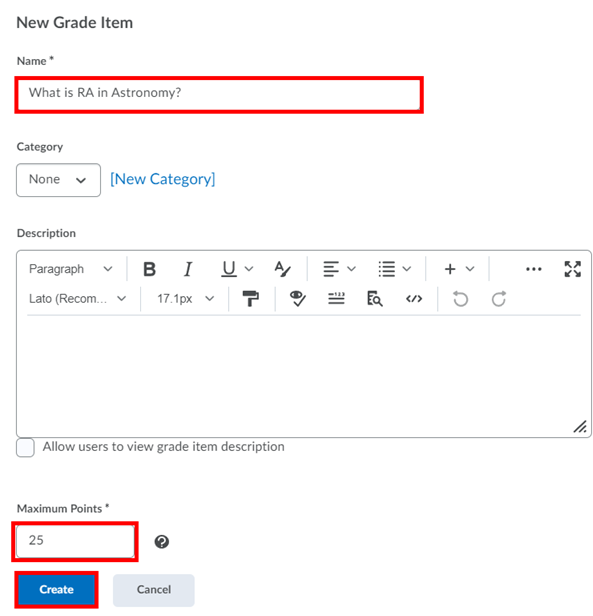 New Grade Item
Name *
What is RA in Astronomy?
Category
None [New Category]
Description
Paragraph B I U A +
Lato (Recom... 17.1px
Allow users to view grade item description
Maximum Points *
25
Create Cancel